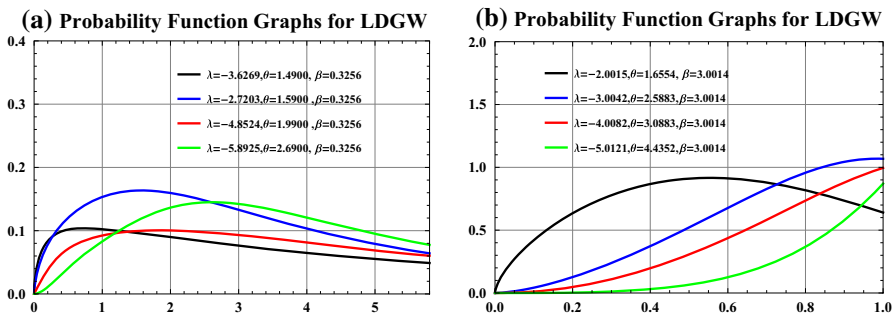 (a) Probability Function Graphs for LDGW
0.4
0.3
0.2
0.1
0.0
0 1 2 3 4 5
λ=−3.6269,θ=1.4900, β=0.3256
λ=−2.7203,θ=1.5900, β=0.3256
λ=−4.8524,θ=1.9900, β=0.3256
λ=−5.8925,θ=2.6900, β=0.3256
(b) Probability Function Graphs for LDGW
2.0
1.5
1.0
0.5
0.0
0.0 0.2 0.4 0.6 0.8 1.0
λ=−2.0015,θ=1.6554, β=3.0014
λ=−3.0042,θ=2.5883,β=3.0014
λ=−4.0082,θ=3.0883,β=3.0014
λ=−5.0121,θ=4.4352,β=3.0014